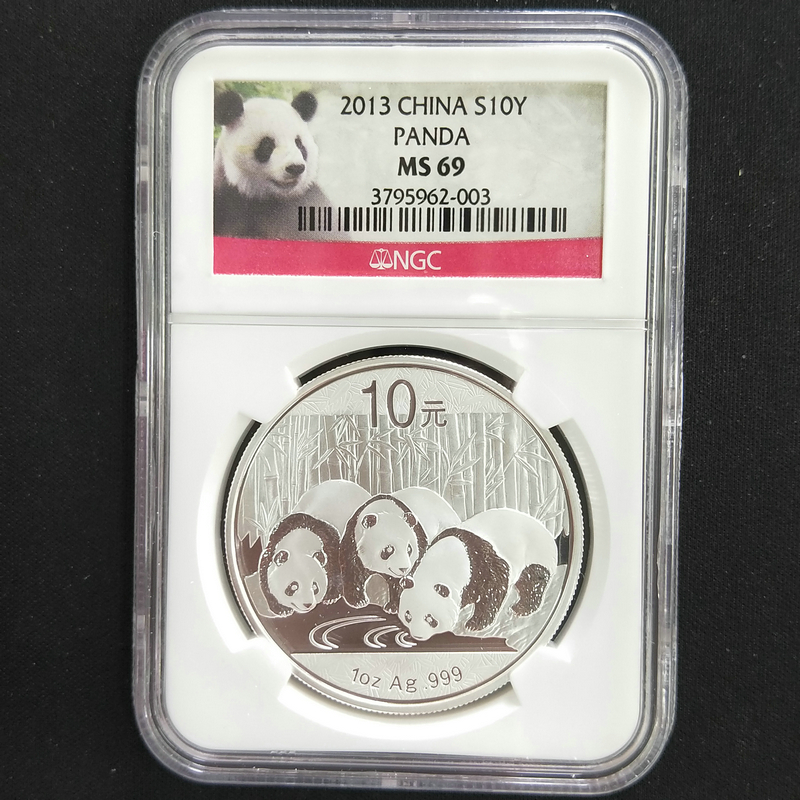 2013 CHINA S10Y
PANDA
MS 69
3795962-003
NGC
10元
1oz Ag .999